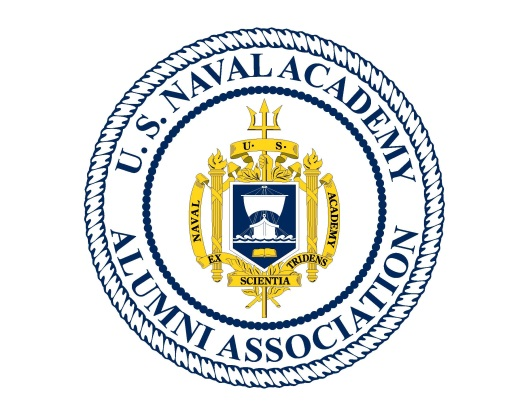 U. S. NAVAL ACADEMY
ALUMNI ASSOCIATION
U· S·
NAVAL
ACADEMY
EX SCIENTIA TRIDENS